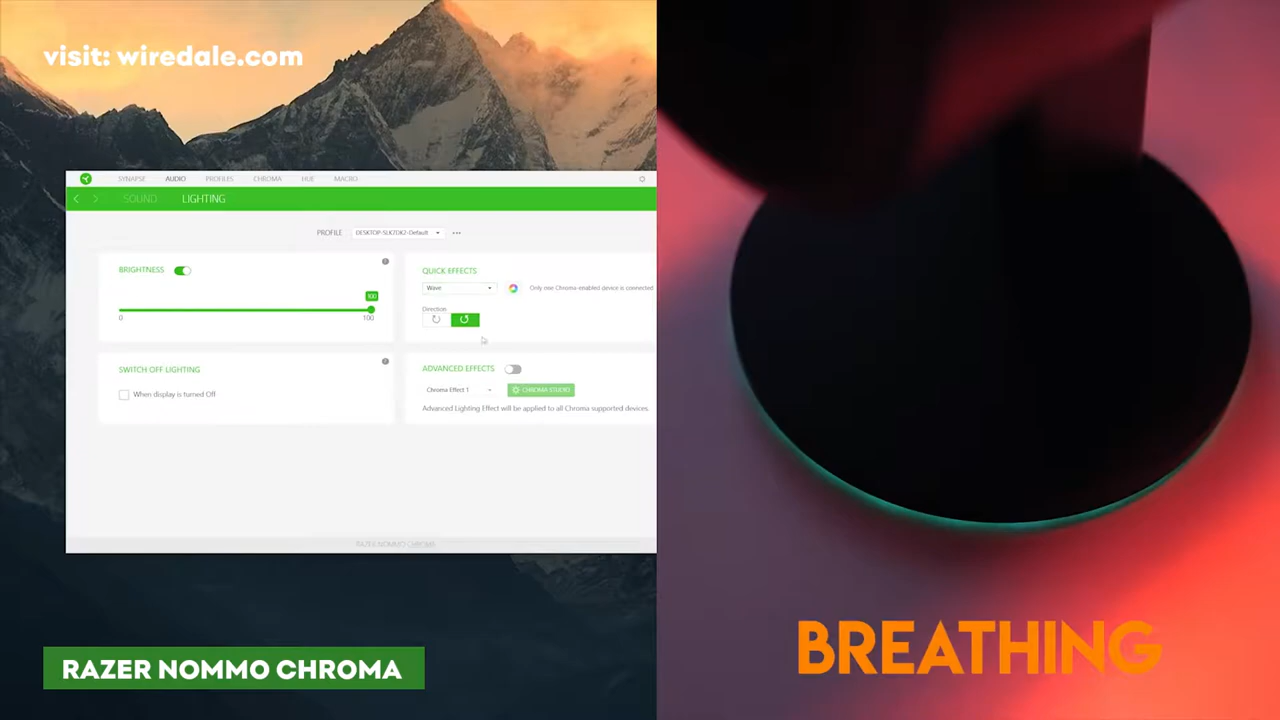 visit: wiredale.com
SYNAPSE AUDIO PROFILES CHROMA HUE MACRO
SOUND LIGHTING
PROFILE DESKTOP-SLK7DK2-Default
BRIGHTNESS
100
0 100
QUICK EFFECTS
Wave Only one Chroma-enabled device is connected
Direction
SWITCH OFF LIGHTING
When display is turned Off
ADVANCED EFFECTS
Chroma Effect 1 CHROMA STUDIO
Advanced Lighting Effect will be applied to all Chroma supported devices.
RAZER NOMMO CHROMA
RAZER NOMMO CHROMA
BREATHING